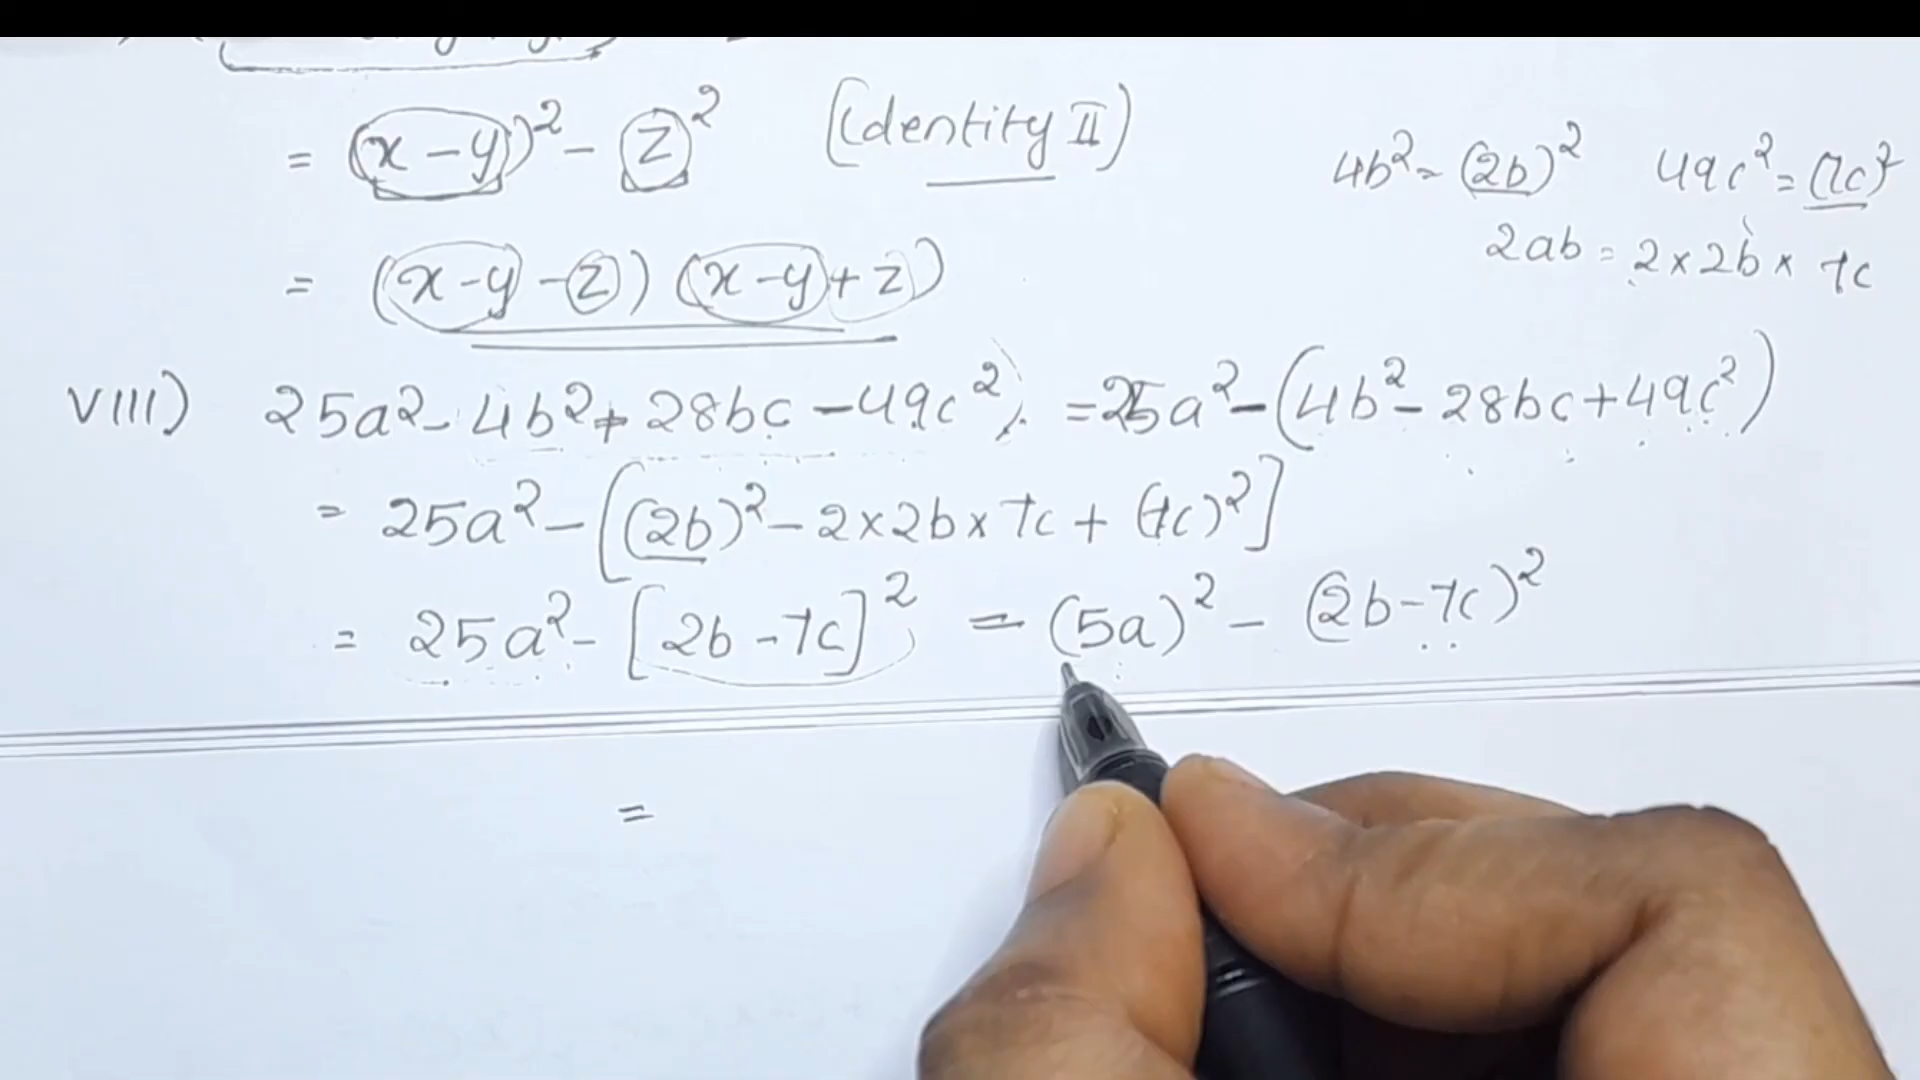 = (x - y)² - z² (Identity II)
4b² = (2b)² 49c² = (7c)²
2ab = 2 × 2b × 7c
= (x - y - z) (x - y + z)
VIII) 25a² - 4b² + 28bc - 49c² = 25a² - (4b² - 28bc + 49c²)
= 25a² - [(2b)² - 2 × 2b × 7c + (7c)²]
= 25a² - [2b - 7c]² = (5a)² - (2b - 7c)²
=